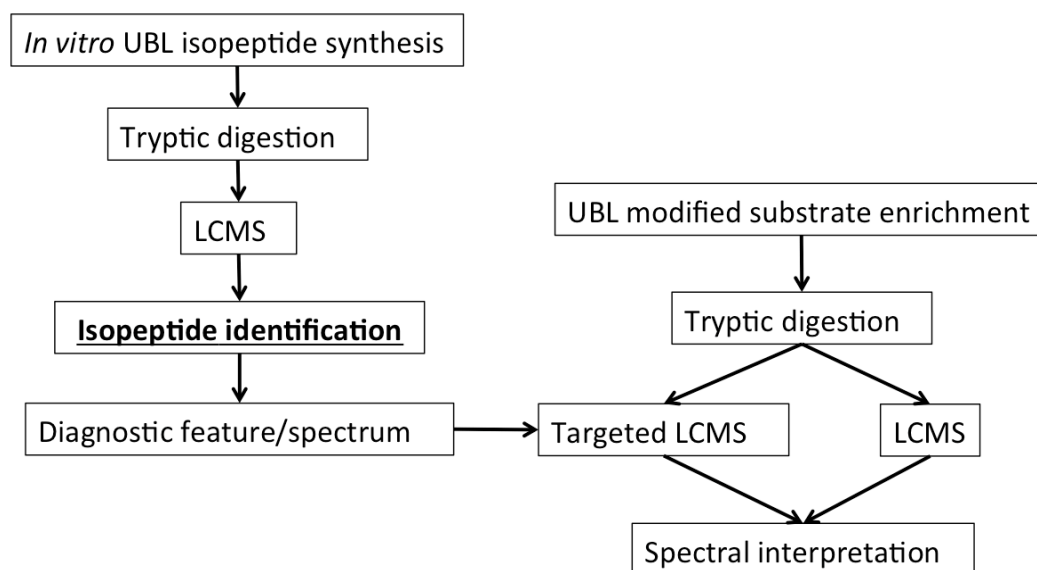 In vitro UBL isopeptide synthesis
Tryptic digestion
LCMS
Isopeptide identification
Diagnostic feature/spectrum
UBL modified substrate enrichment
Tryptic digestion
Targeted LCMS
LCMS
Spectral interpretation